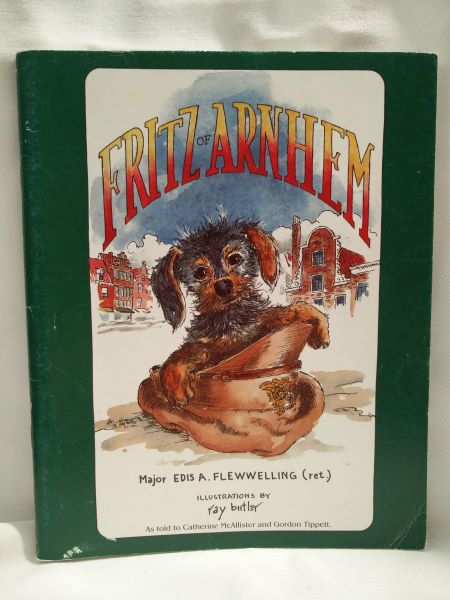 FRITZ OF ARNHEM
Major EDIS A. FLEWWELLING (ret.)
ILLUSTRATIONS BY
ray butler
As told to Catherine McAllister and Gordon Tippett.